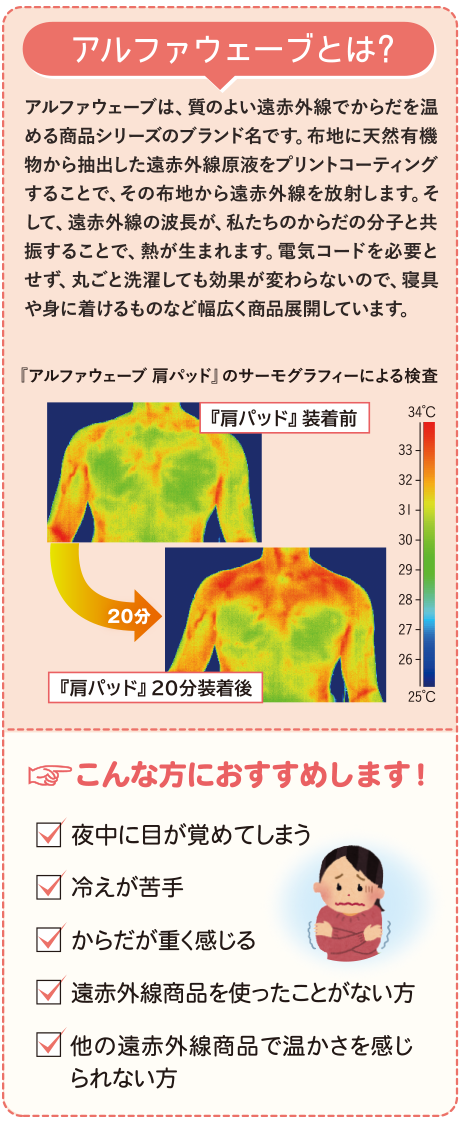 アルファウェーブとは？
アルファウェーブは、質のよい遠赤外線でからだを温
める商品シリーズのブランド名です。布地に天然有機
物から抽出した遠赤外線原液をプリントコーティング
することで、その布地から遠赤外線を放射します。そ
して、遠赤外線の波長が、私たちのからだの分子と共
振することで、熱が生まれます。電気コードを必要と
せず、丸ごと洗濯しても効果が変わらないので、寝具
や身に着けるものなど幅広く商品展開しています。
『アルファウェーブ 肩パッド』のサーモグラフィーによる検査
『肩パッド』装着前
34℃
33
32
31
30
29
28
27
26
25℃
20分
『肩パッド』20分装着後
こんな方におすすめします！
夜中に目が覚めてしまう
冷えが苦手
からだが重く感じる
遠赤外線商品を使ったことがない方
他の遠赤外線商品で温かさを感じ
られない方